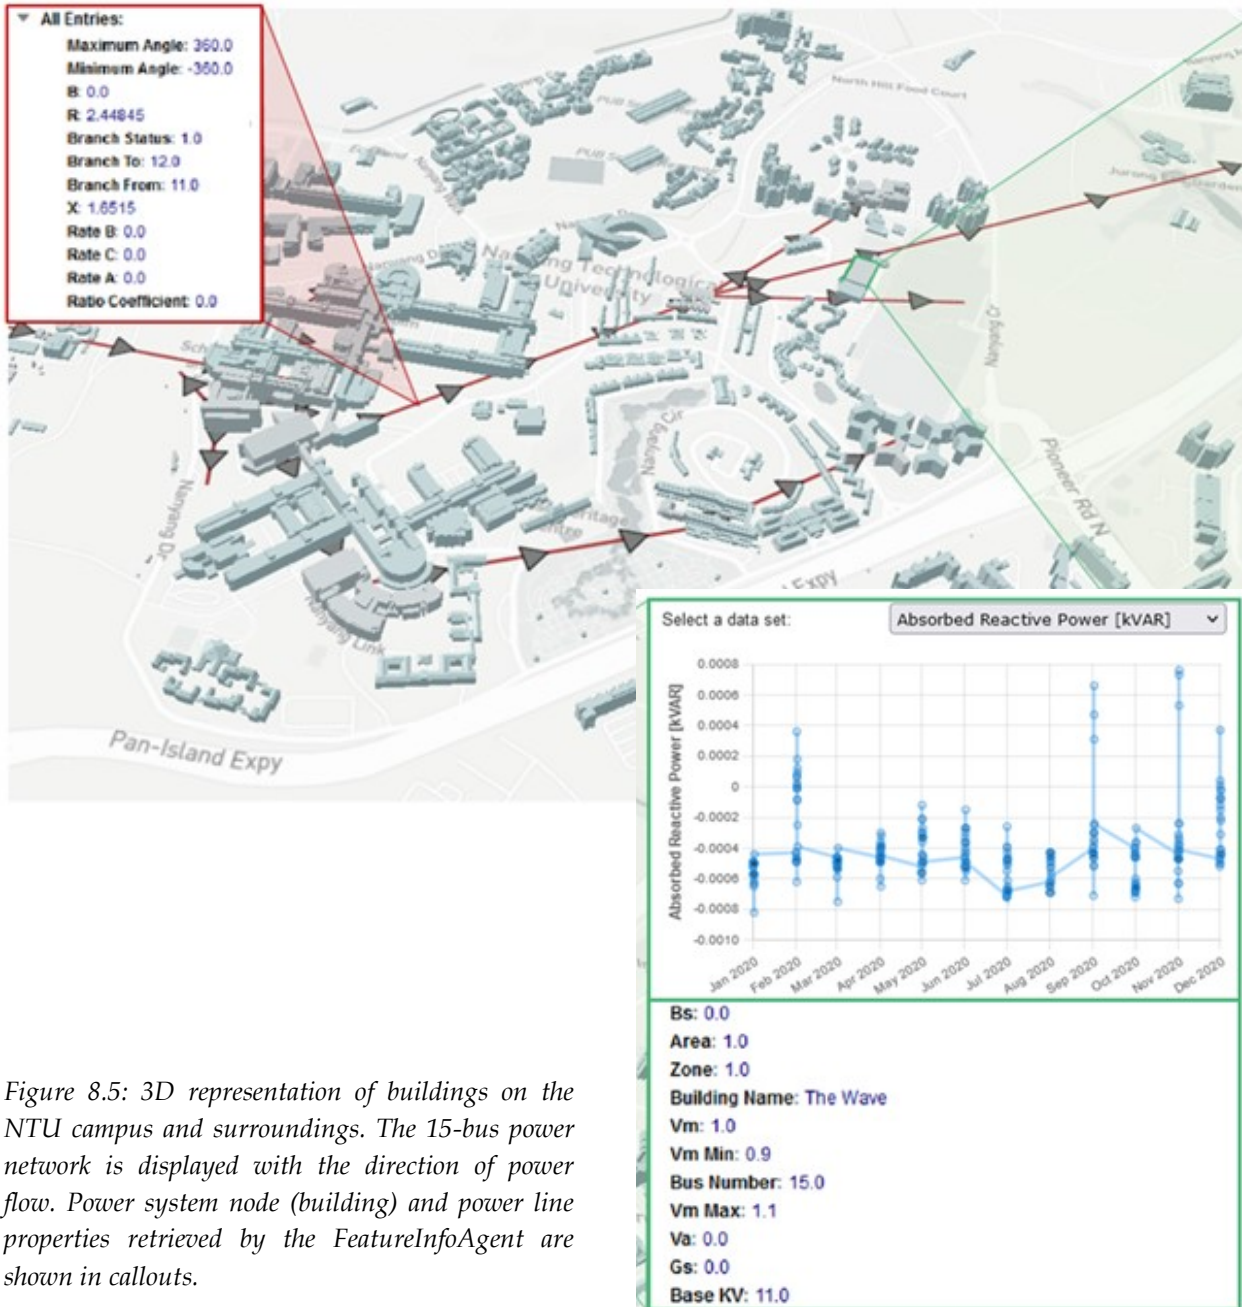 All Entries:
Maximum Angle: 360.0
Minimum Angle: -360.0
B: 0.0
R: 2.44845
Branch Status: 1.0
Branch To: 12.0
Branch From: 11.0
X: 1.6515
Rate B: 0.0
Rate C: 0.0
Rate A: 0.0
Ratio Coefficient: 0.0
North Hill Food Court
Nanyang Technological
University
Nanyang Cr
Nanyang Cir
Pioneer Rd N
Nanyang Dr
Nanyang Link
Expy
Pan-Island Expy
Select a data set:
Absorbed Reactive Power [kVAR]
Absorbed Reactive Power [kVAR]
0.0008
0.0006
0.0004
0.0002
0
-0.0002
-0.0004
-0.0006
-0.0008
-0.0010
Jan 2020
Feb 2020
Mar 2020
Apr 2020
May 2020
Jun 2020
Jul 2020
Aug 2020
Sep 2020
Oct 2020
Nov 2020
Dec 2020
Bs: 0.0
Area: 1.0
Zone: 1.0
Building Name: The Wave
Vm: 1.0
Vm Min: 0.9
Bus Number: 15.0
Vm Max: 1.1
Va: 0.0
Gs: 0.0
Base KV: 11.0
Figure 8.5: 3D representation of buildings on the
NTU campus and surroundings. The 15-bus power
network is displayed with the direction of power
flow. Power system node (building) and power line
properties retrieved by the FeatureInfoAgent are
shown in callouts.